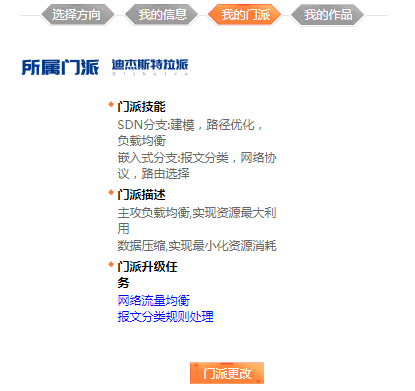 选择方向 我的信息 我的门派 我的作品
所属门派 迪杰斯特拉派
Dijkstra
门派技能
SDN分支:建模，路径优化，
负载均衡
嵌入式分支:报文分类，网络协
议，路由选择
门派描述
主攻负载均衡,实现资源最大利
用
数据压缩,实现最小化资源消耗
门派升级任
务
网络流量均衡
报文分类规则处理
门派更改